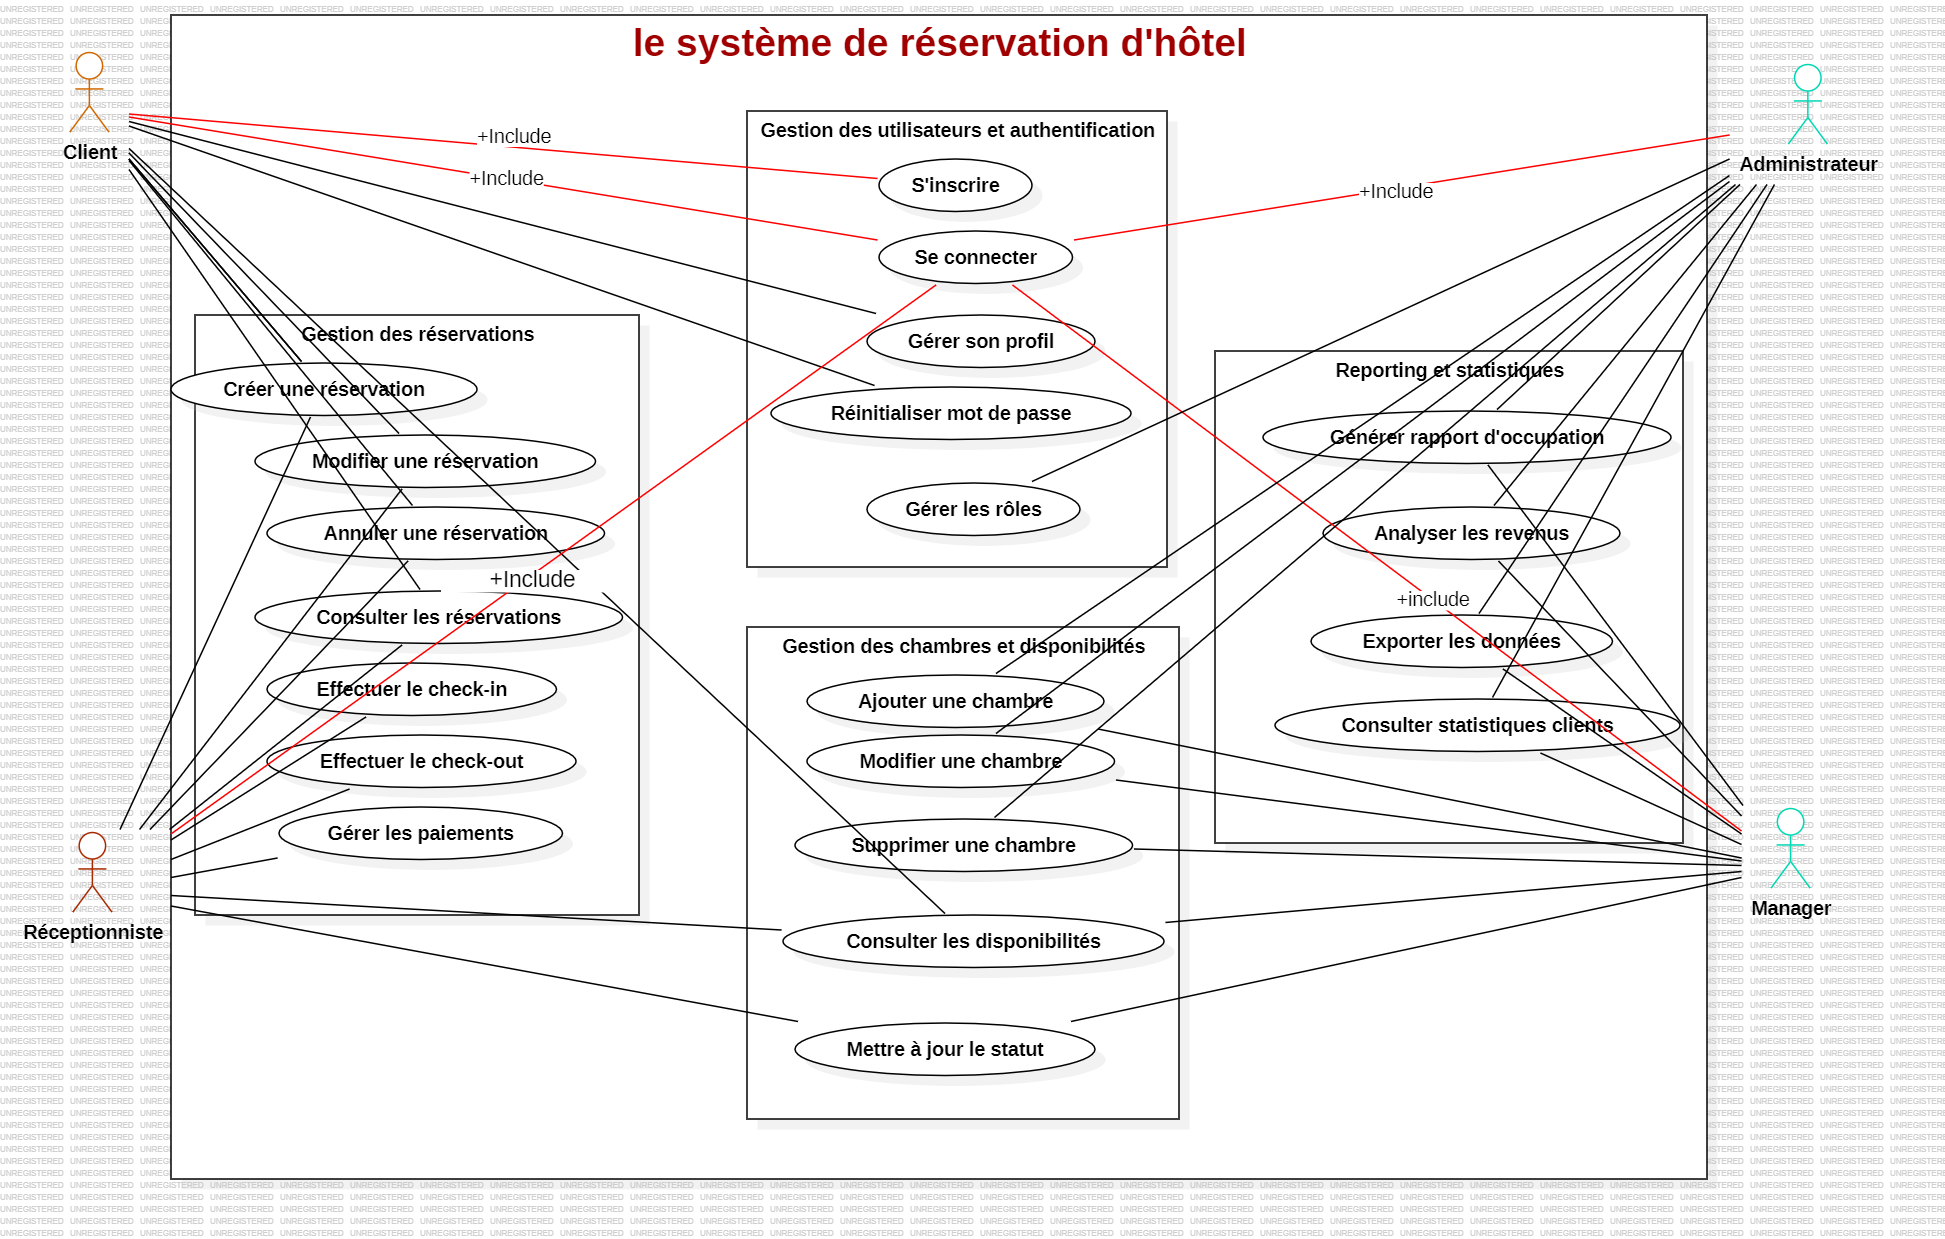 le système de réservation d'hôtel
Client
Administrateur
+Include
+Include
+Include
Gestion des utilisateurs et authentification
S'inscrire
Se connecter
Gérer son profil
Réinitialiser mot de passe
Gérer les rôles
Gestion des réservations
Créer une réservation
Modifier une réservation
Annuler une réservation
+Include
Consulter les réservations
Effectuer le check-in
Effectuer le check-out
Gérer les paiements
Reporting et statistiques
Générer rapport d'occupation
Analyser les revenus
+include
Exporter les données
Consulter statistiques clients
Gestion des chambres et disponibilités
Ajouter une chambre
Modifier une chambre
Supprimer une chambre
Consulter les disponibilités
Mettre à jour le statut
Réceptionniste
Manager
UNREGISTERED